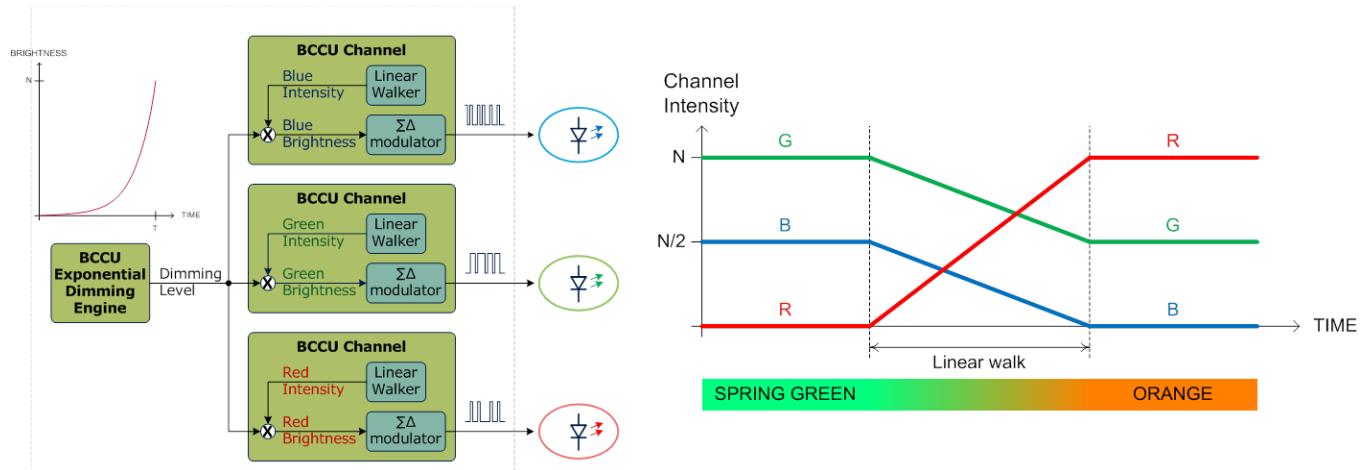 BRIGHTNESS
N
T
TIME
BCCU
Exponential
Dimming
Engine
Dimming
Level
BCCU Channel
Blue
Intensity
Linear
Walker
X
Blue
Brightness
ΣΔ
modulator
BCCU Channel
Green
Intensity
Linear
Walker
X
Green
Brightness
ΣΔ
modulator
BCCU Channel
Red
Intensity
Linear
Walker
X
Red
Brightness
ΣΔ
modulator
Channel
Intensity
N
G
R
N/2
B
G
R
B
TIME
Linear walk
SPRING GREEN
ORANGE